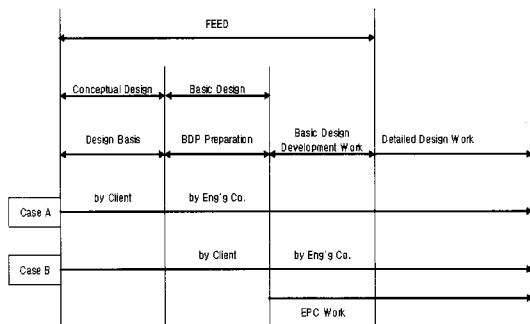 FEED
Conceptual Design Basic Design
Design Basis BDP Preparation Basic Design Development Work Detailed Design Work
by Client by Eng's Co.
Case A
by Client by Eng's Co.
Case B
EPC Work